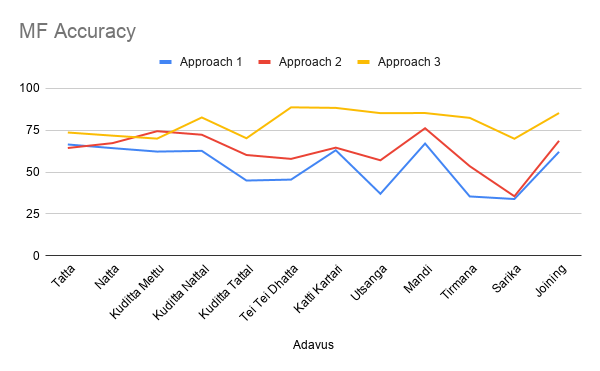 MF Accuracy
Approach 1 Approach 2 Approach 3
100
75
50
25
0
Tatta
Natta
Kuditta Mettu
Kuditta Nattal
Kuditta Tattal
Tei Tei Dhatta
Katti Kartari
Utsanga
Mandi
Tirmana
Sarika
Joining
Adavus